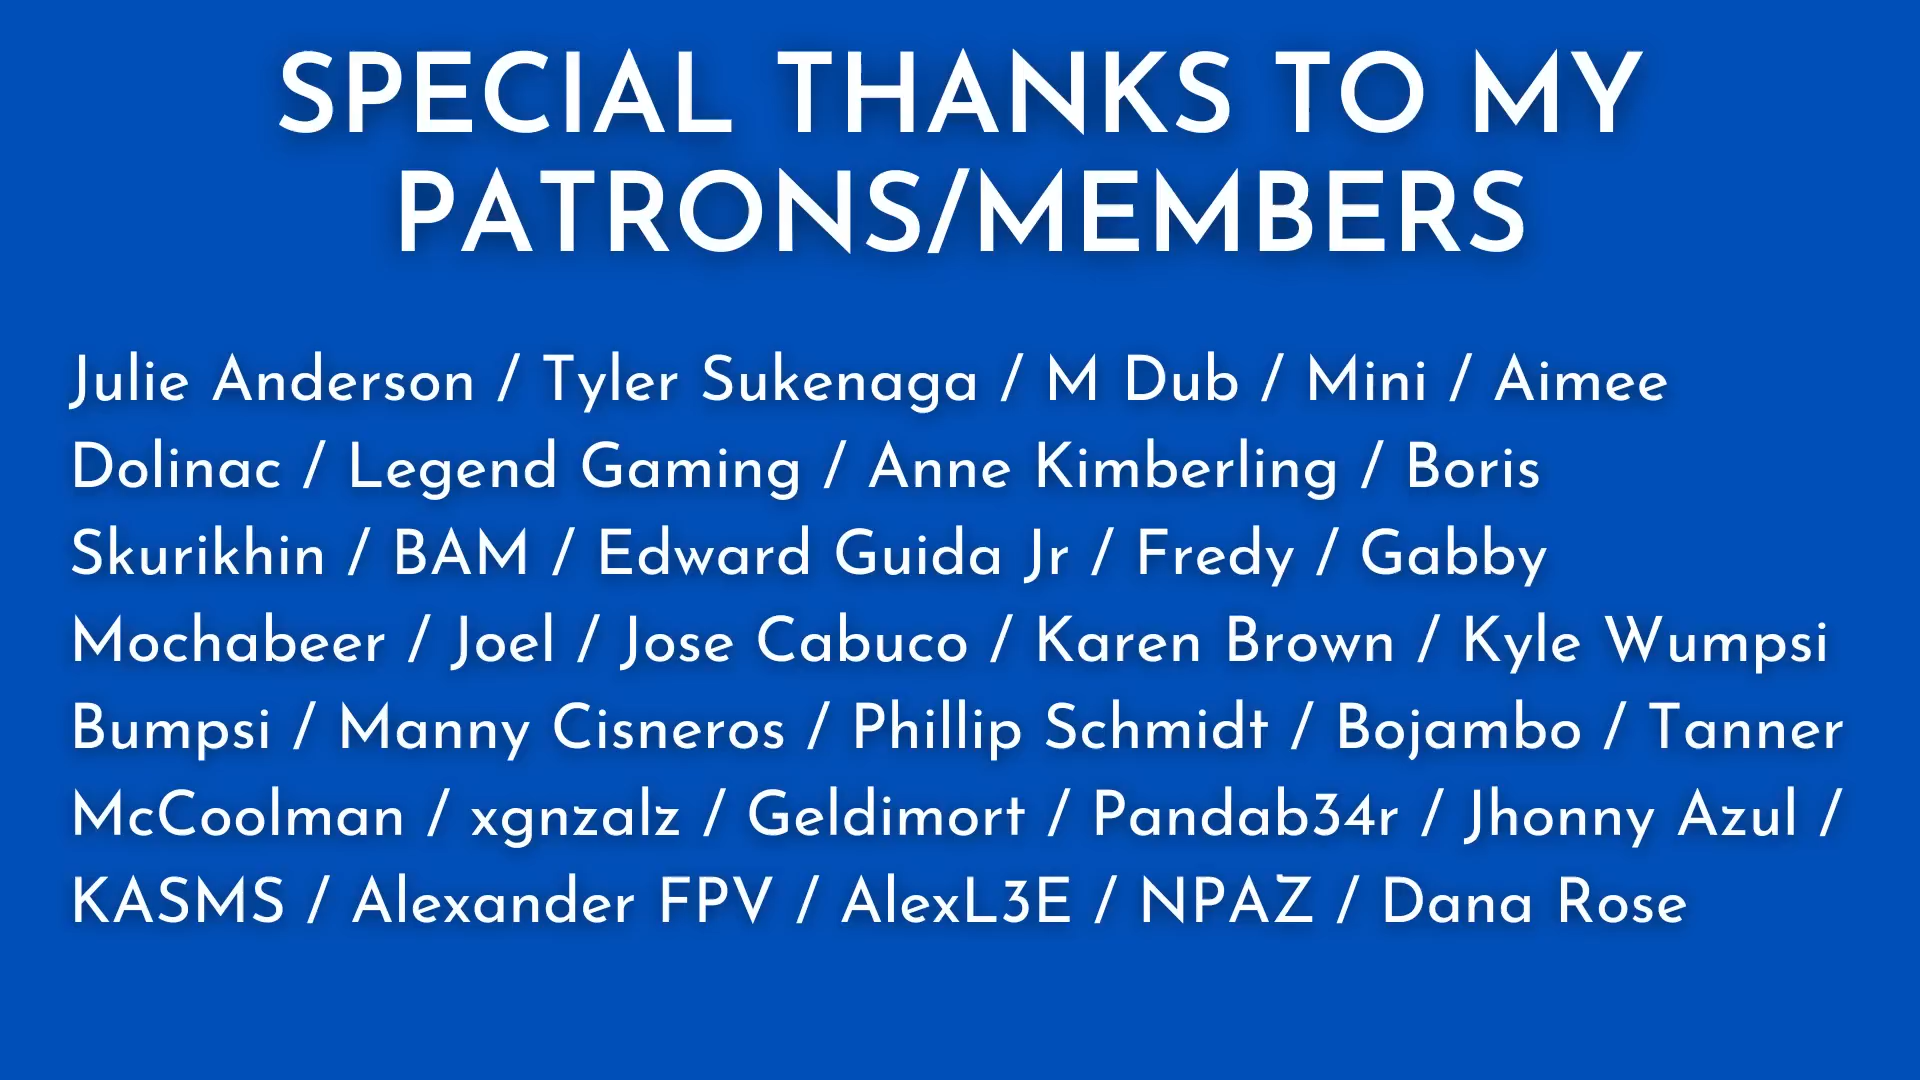 SPECIAL THANKS TO MY
PATRONS/MEMBERS
Julie Anderson / Tyler Sukenaga / M Dub / Mini / Aimee
Dolinac / Legend Gaming / Anne Kimberling / Boris
Skurikhin / BAM / Edward Guida Jr / Fredy / Gabby
Mochabeer / Joel / Jose Cabuco / Karen Brown / Kyle Wumpsi
Bumpsi / Manny Cisneros / Phillip Schmidt / Bojambo / Tanner
McCoolman / xgnzalz / Geldimort / Pandab34r / Jhonny Azul /
KASMS / Alexander FPV / AlexL3E / NPAZ / Dana Rose